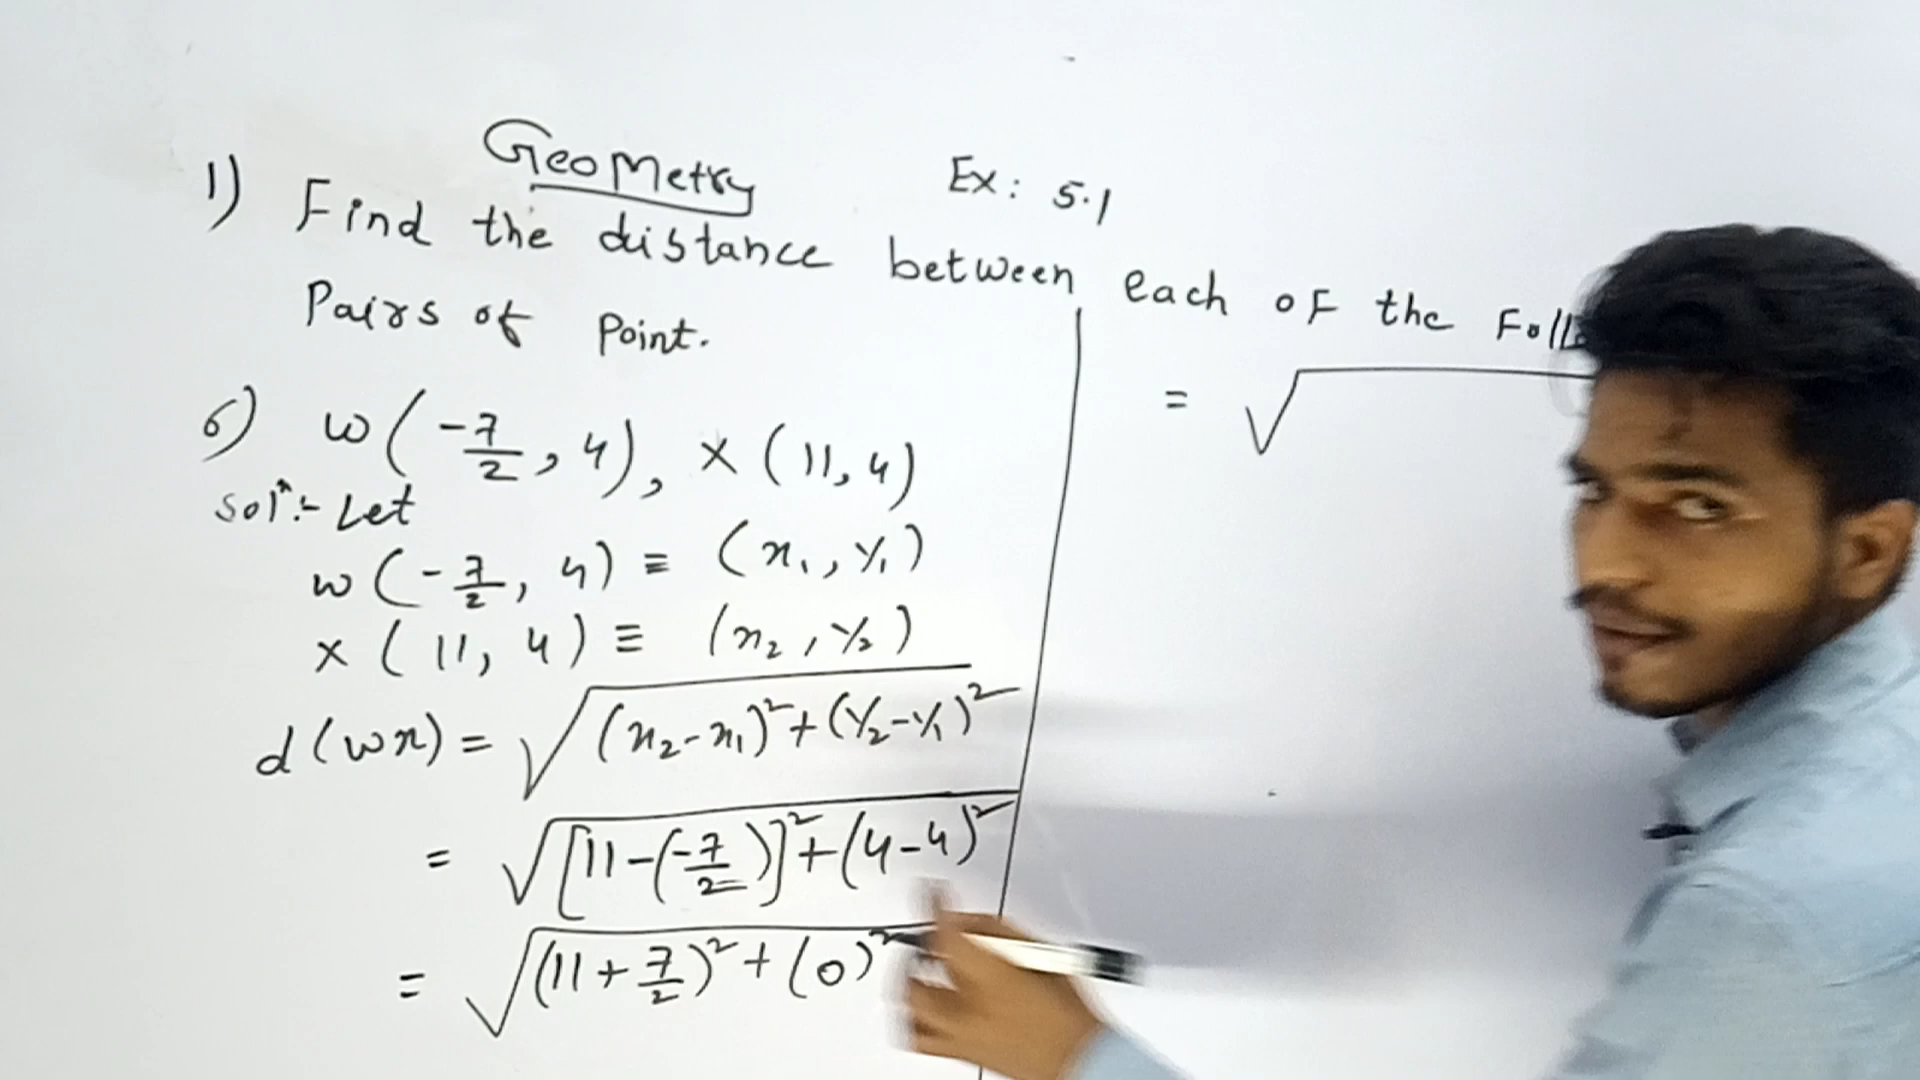 GeoMetry
Ex: 5.1
1) Find the distance between each of the
Pairs of Point.
6) w(-7/2, 4), x(11, 4)
Solⁿ:- Let
w(-7/2, 4) ≡ (x₁, y₁)
x(11, 4) ≡ (x₂, y₂)
d(wx) = √(x₂-x₁)²+(y₂-y₁)²
= √[11-(-7/2)]²+(4-4)²
= √(11+7/2)²+(0)²
= √